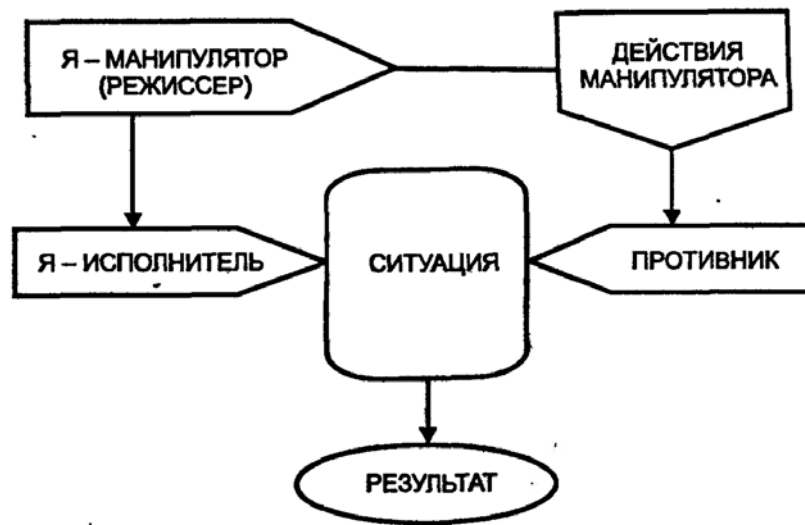 Я – МАНИПУЛЯТОР
(РЕЖИССЕР)
ДЕЙСТВИЯ
МАНИПУЛЯТОРА
Я – ИСПОЛНИТЕЛЬ
СИТУАЦИЯ
ПРОТИВНИК
РЕЗУЛЬТАТ